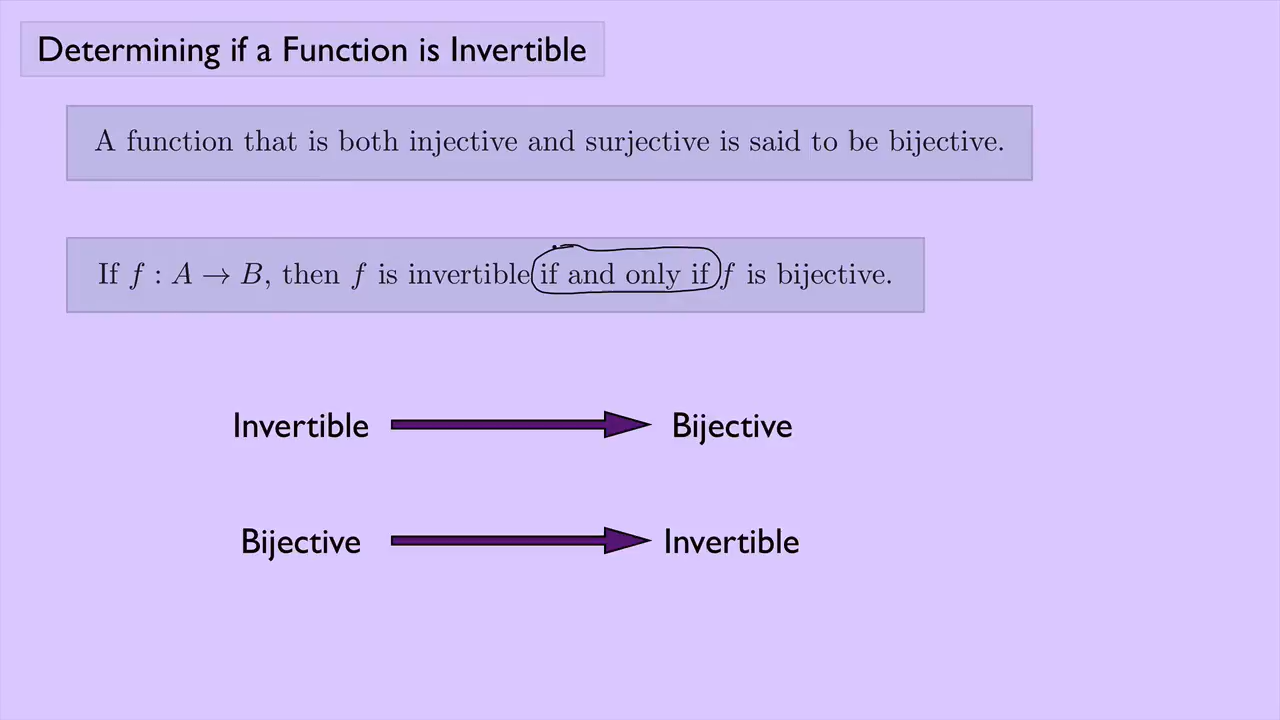 Determining if a Function is Invertible
A function that is both injective and surjective is said to be bijective.
If f : A → B, then f is invertible if and only if f is bijective.
Invertible Bijective
Bijective Invertible